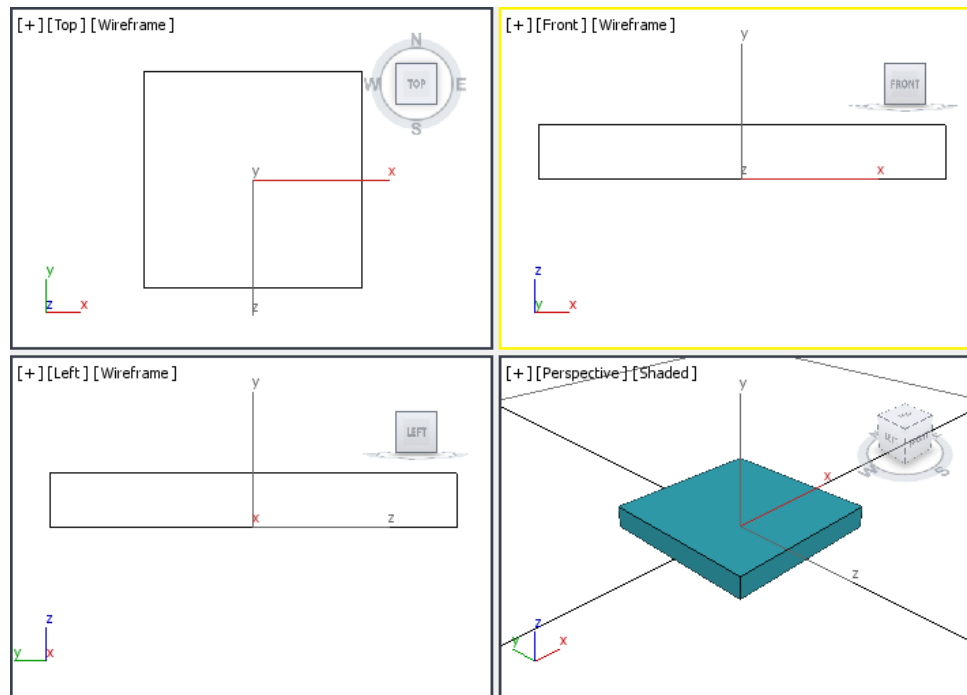 [+] [Top] [Wireframe]
N
W TOP E
S
y
x
z
y
z x
[+] [Front] [Wireframe]
y
FRONT
z x
z
y x
[+] [Left] [Wireframe]
y
LEFT
x z
z
y x
[+] [Perspective] [Shaded]
y
W S
x
z
z
y x